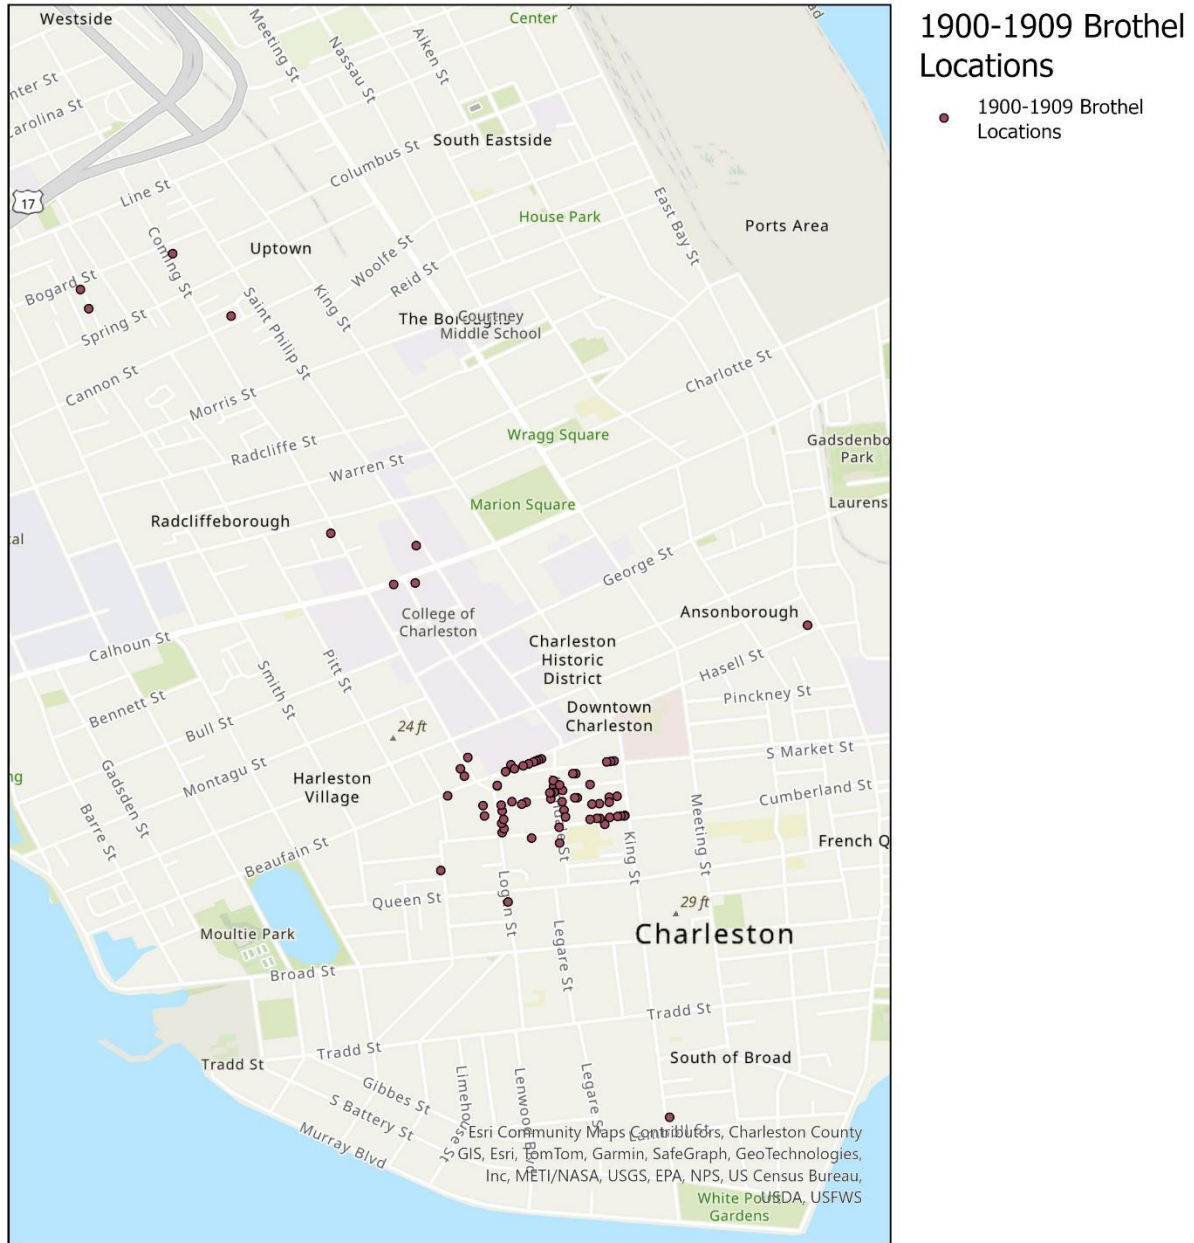 1900-1909 Brothel
Locations
1900-1909 Brothel
Locations
Westside
Center
Meeting St
Nassau St
Aiken St
South Eastside
Columbus St
Line St
17
House Park
East Bay St
Ports Area
Coming St
Uptown
Woolfe St
Reid St
Bogard St
Spring St
Saint Philip St
King St
Courtney
Middle School
Cannon St
Morris St
Charlotte St
Radcliffe St
Warren St
Wragg Square
Gadsdenbo
Park
Marion Square
Laurens
Radcliffeborough
George St
College of
Charleston
Ansonborough
Calhoun St
Charleston
Historic
District
Hasell St
Pitt St
Smith St
Pinckney St
Bennett St
Bull St
Downtown
Charleston
24 ft
S Market St
Montagu St
Gadsden St
Harleston
Village
Cumberland St
Barre St
Meeting St
French Q
Beaufain St
King St
Logan St
Queen St
29 ft
Moultie Park
Charleston
Legare St
Broad St
Tradd St
Tradd St
Tradd St
South of Broad
Gibbes St
Limehouse St
Legare S
S Battery St
Murray Blvd
Esri Community Maps Contributors, Charleston County
GIS, Esri, TomTom, Garmin, SafeGraph, GeoTechnologies,
Inc, METI/NASA, USGS, EPA, NPS, US Census Bureau,
USDA, USFWS
White Point
Gardens